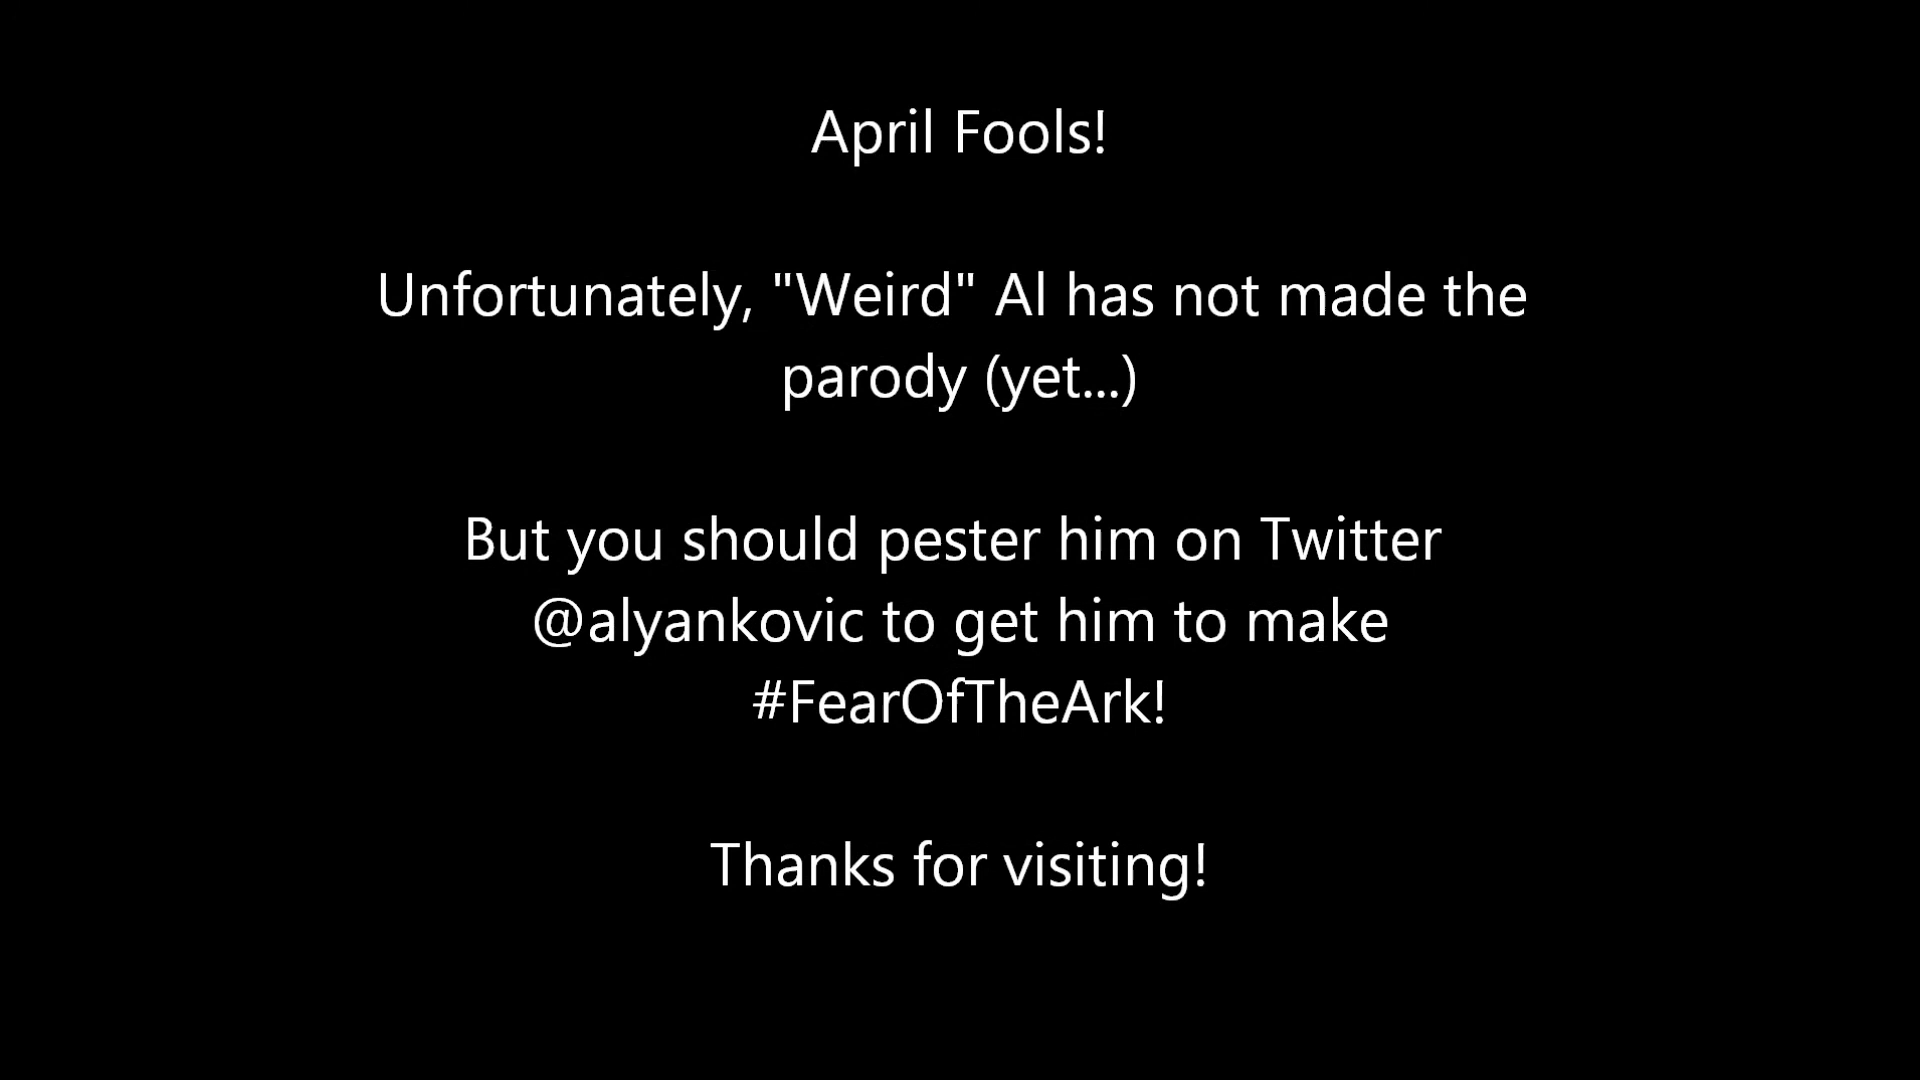 April Fools!
Unfortunately, "Weird" Al has not made the
parody (yet...)
But you should pester him on Twitter
@alyankovic to get him to make
#FearOfTheArk!
Thanks for visiting!